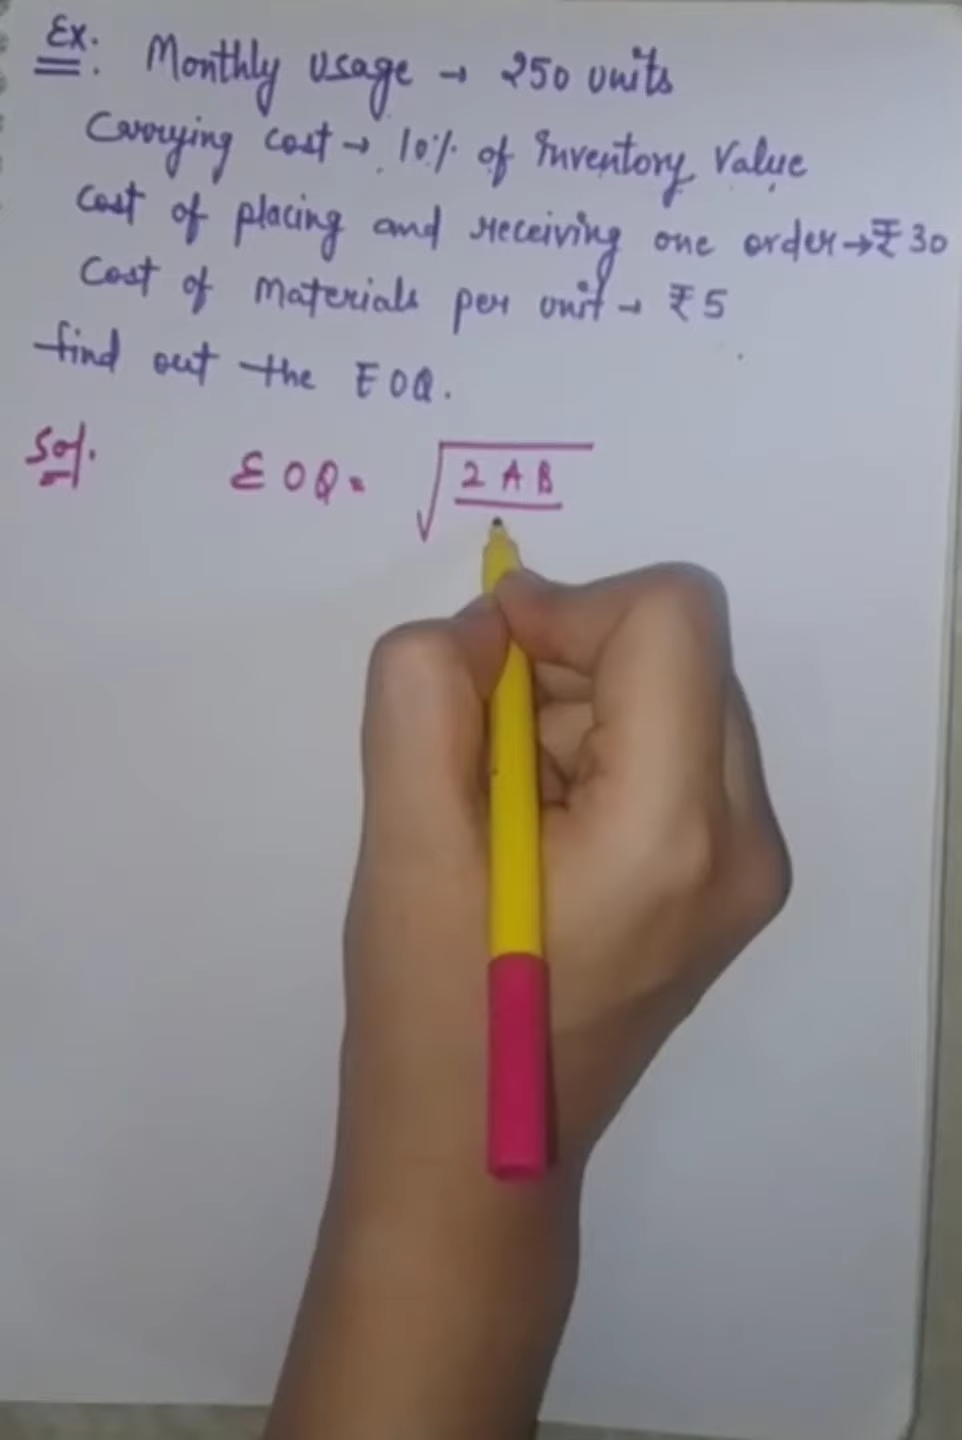 Ex: Monthly usage → 250 units
Carrying cost → 10% of Inventory Value
Cost of placing and receiving one order → ₹30
Cost of Materials per unit → ₹5
find out the EOQ.
Sol. EOQ = √2AB